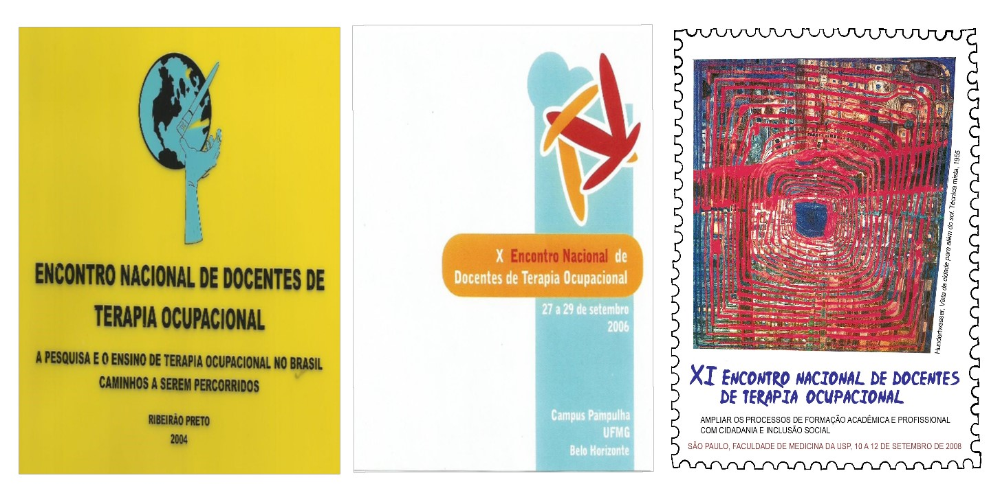 ENCONTRO NACIONAL DE DOCENTES DE
TERAPIA OCUPACIONAL
A PESQUISA E O ENSINO DE TERAPIA OCUPACIONAL NO BRASIL
CAMINHOS A SEREM PERCORRIDOS
RIBEIRÃO PRETO
2004
X Encontro Nacional de
Docentes de Terapia Ocupacional
27 a 29 de setembro
2006
Campus Pampulha
UFMG
Belo Horizonte
Hundertwasser, Vista da cidade para além do sol. Técnica mista, 1955
XI ENCONTRO NACIONAL DE DOCENTES
DE TERAPIA OCUPACIONAL
AMPLIAR OS PROCESSOS DE FORMAÇÃO ACADÊMICA E PROFISSIONAL
COM CIDADANIA E INCLUSÃO SOCIAL
SÃO PAULO, FACULDADE DE MEDICINA DA USP, 10 A 12 DE SETEMBRO DE 2008